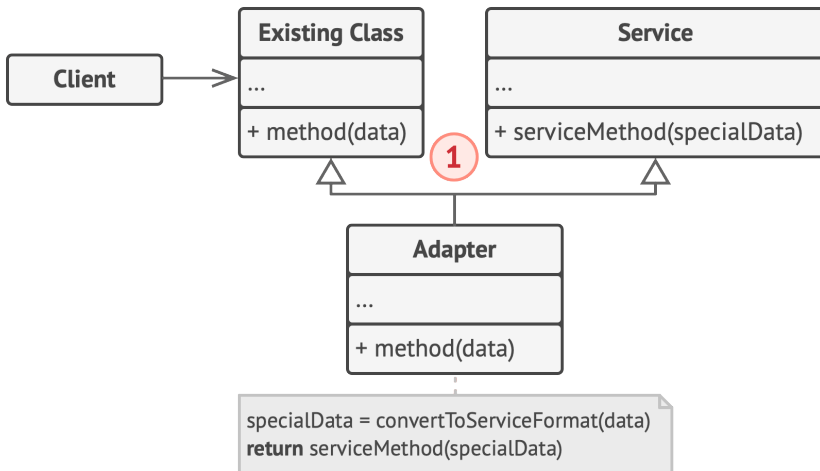 Client
Existing Class
...
+ method(data)
Service
...
+ serviceMethod(specialData)
1
Adapter
...
+ method(data)
specialData = convertToServiceFormat(data)
return serviceMethod(specialData)